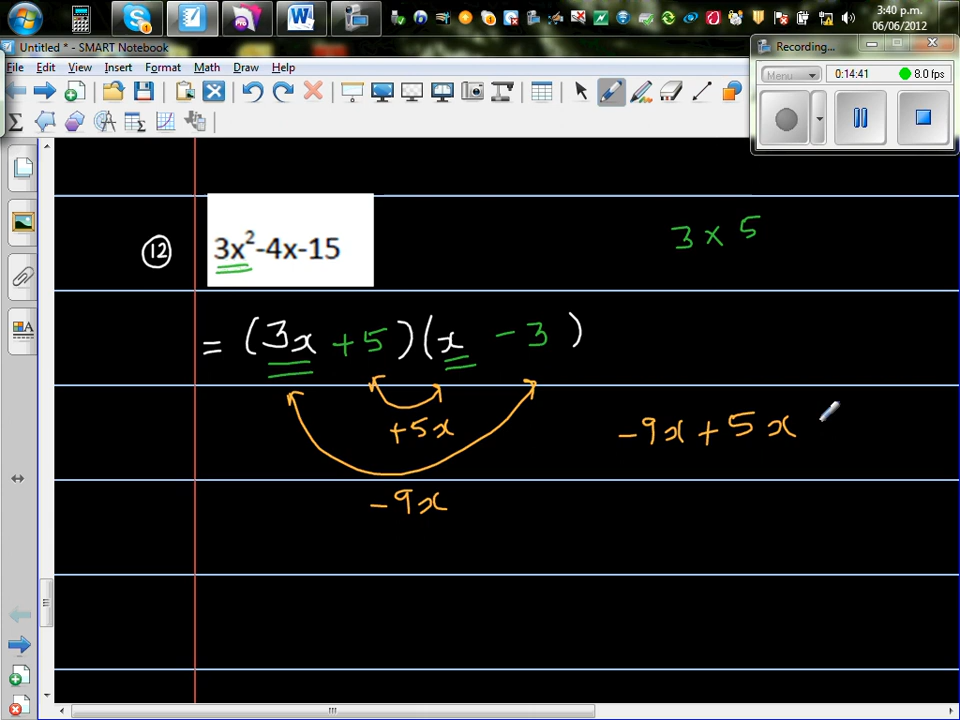 3:40 p.m.
06/06/2012
Untitled * - SMART Notebook
Recording...
File Edit View Insert Format Math Draw Help
Menu 0:14:41 8.0 fps
12 3x²-4x-15 3 x 5
= (3x + 5)(x - 3)
+5x -9x + 5x
-9x